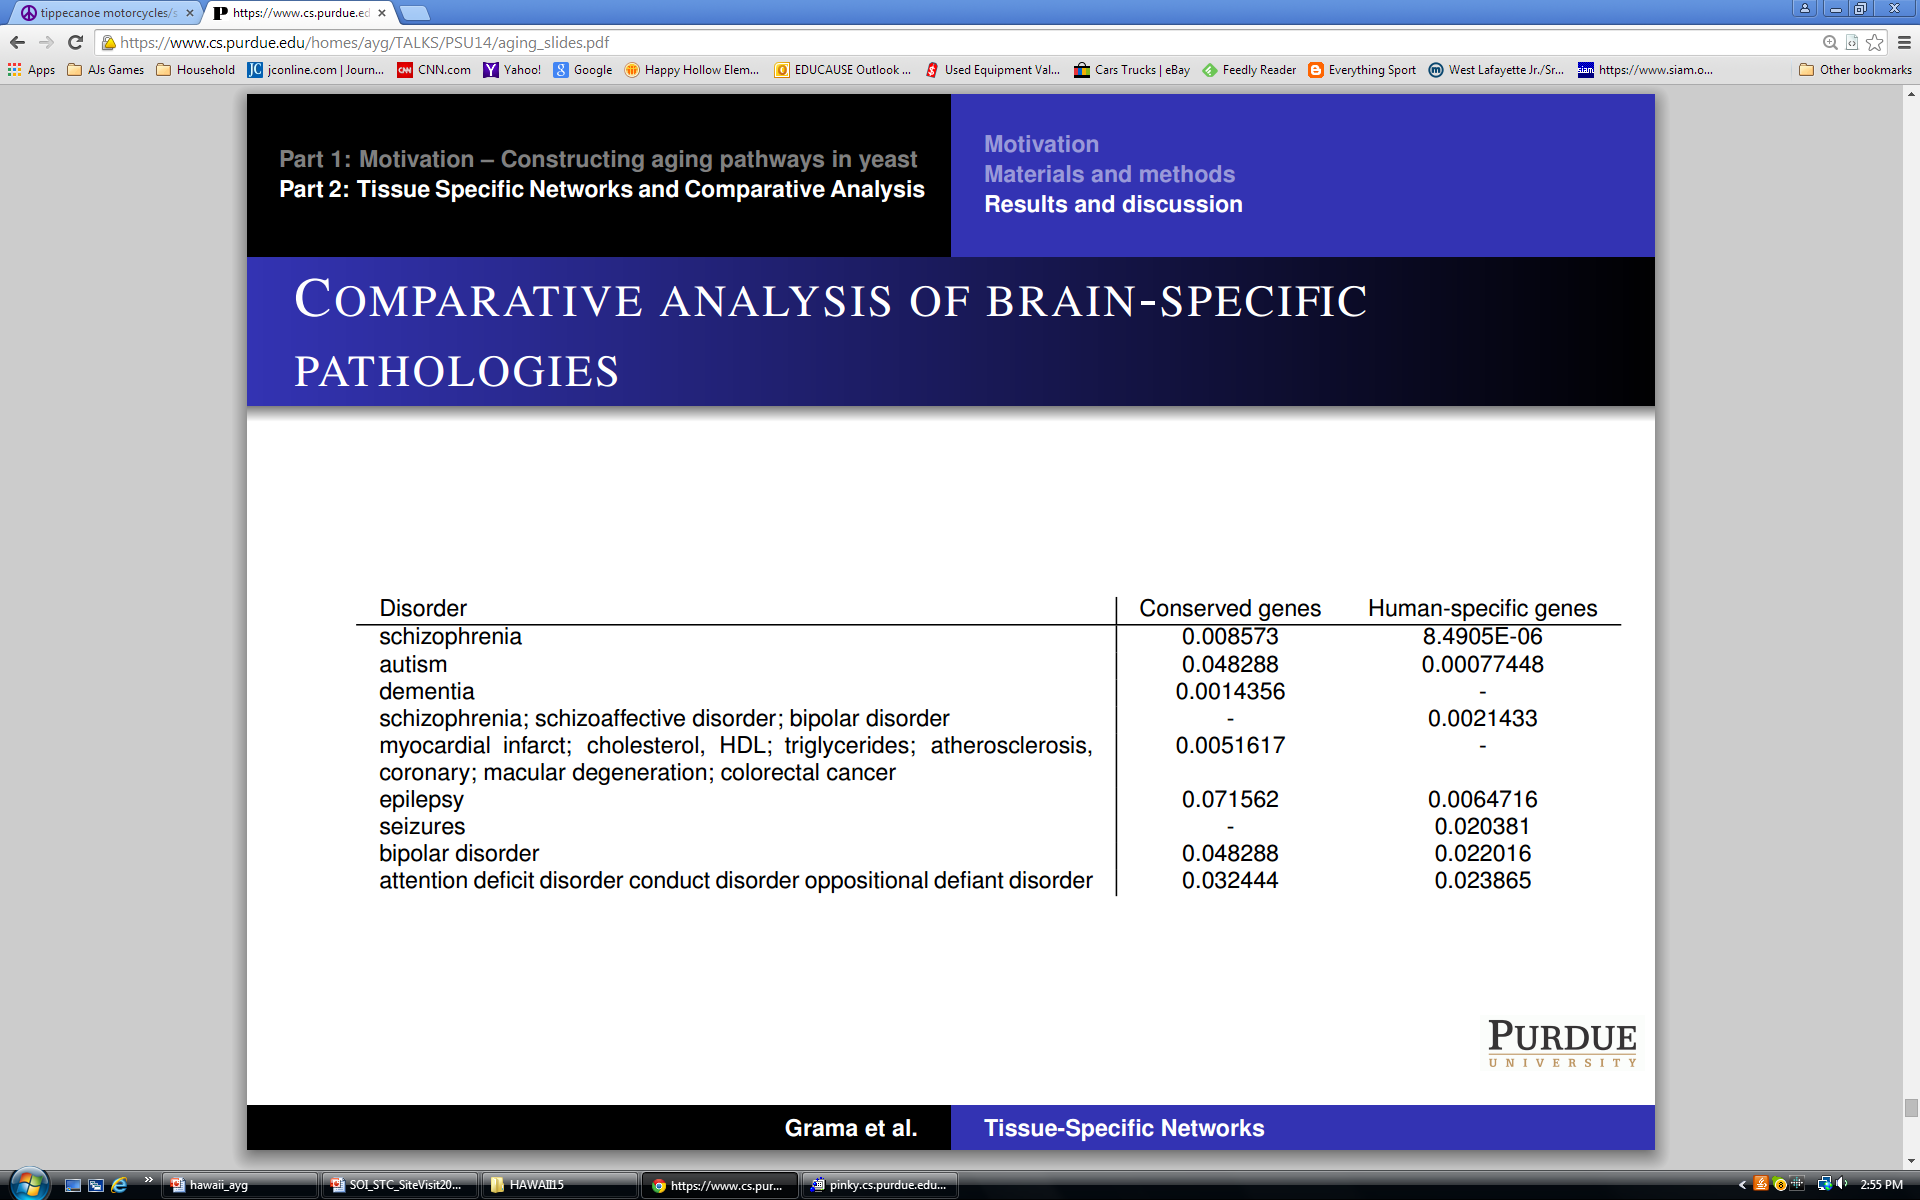 tippecanoe motorcycles/s
https://www.cs.purdue.ed
https://www.cs.purdue.edu/homes/ayg/TALKS/PSU14/aging_slides.pdf
Apps AJs Games Household jconline.com | Journ... CNN.com Yahoo! Google Happy Hollow Elem... EDUCAUSE Outlook ... Used Equipment Val... Cars Trucks | eBay Feedly Reader Everything Sport West Lafayette Jr./Sr... https://www.siam.o... Other bookmarks
Part 1: Motivation – Constructing aging pathways in yeast
Part 2: Tissue Specific Networks and Comparative Analysis
Motivation
Materials and methods
Results and discussion
COMPARATIVE ANALYSIS OF BRAIN-SPECIFIC
PATHOLOGIES
Disorder Conserved genes Human-specific genes
schizophrenia 0.008573 8.4905E-06
autism 0.048288 0.00077448
dementia 0.0014356 -
schizophrenia; schizoaffective disorder; bipolar disorder - 0.0021433
myocardial infarct; cholesterol, HDL; triglycerides; atherosclerosis, 0.0051617 -
coronary; macular degeneration; colorectal cancer
epilepsy 0.071562 0.0064716
seizures - 0.020381
bipolar disorder 0.048288 0.022016
attention deficit disorder conduct disorder oppositional defiant disorder 0.032444 0.023865
PURDUE
UNIVERSITY
Grama et al. Tissue-Specific Networks
hawaii_ayg SOI_STC_SiteVisit20... HAWAII15 https://www.cs.pur... pinky.cs.purdue.edu... 2:55 PM